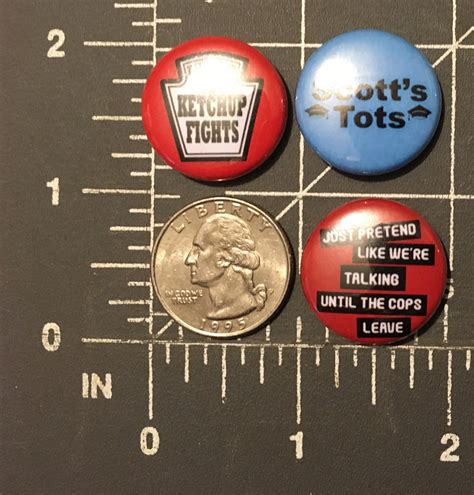 2
1
0
IN
0
1
2
KETCHUP
FIGHTS
Scott's
Tots
LIBERTY
IN GOD WE
TRUST
1995
JUST PRETEND
LIKE WE'RE
TALKING
UNTIL THE COPS
LEAVE